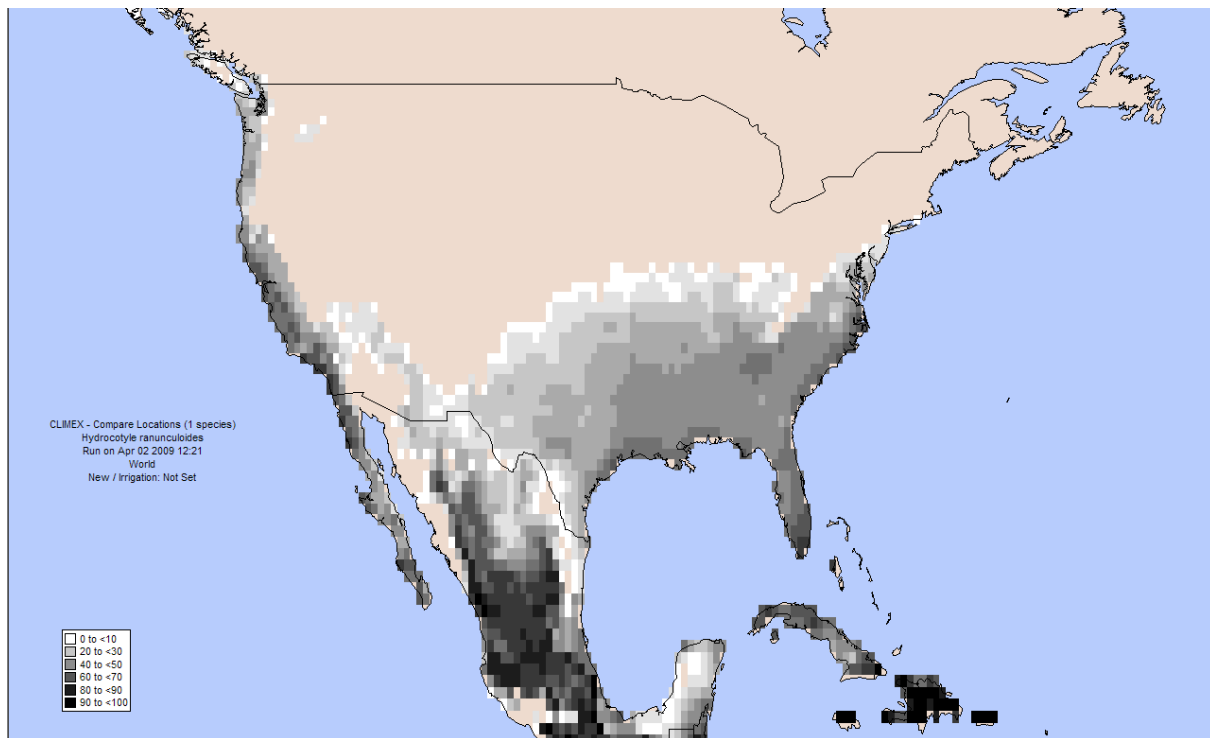 CLIMEX - Compare Locations (1 species)
Hydrocotyle ranunculoides
Run on Apr 02 2009 12:21
World
New / Irrigation: Not Set
0 to <10
20 to <30
40 to <50
60 to <70
80 to <90
90 to <100